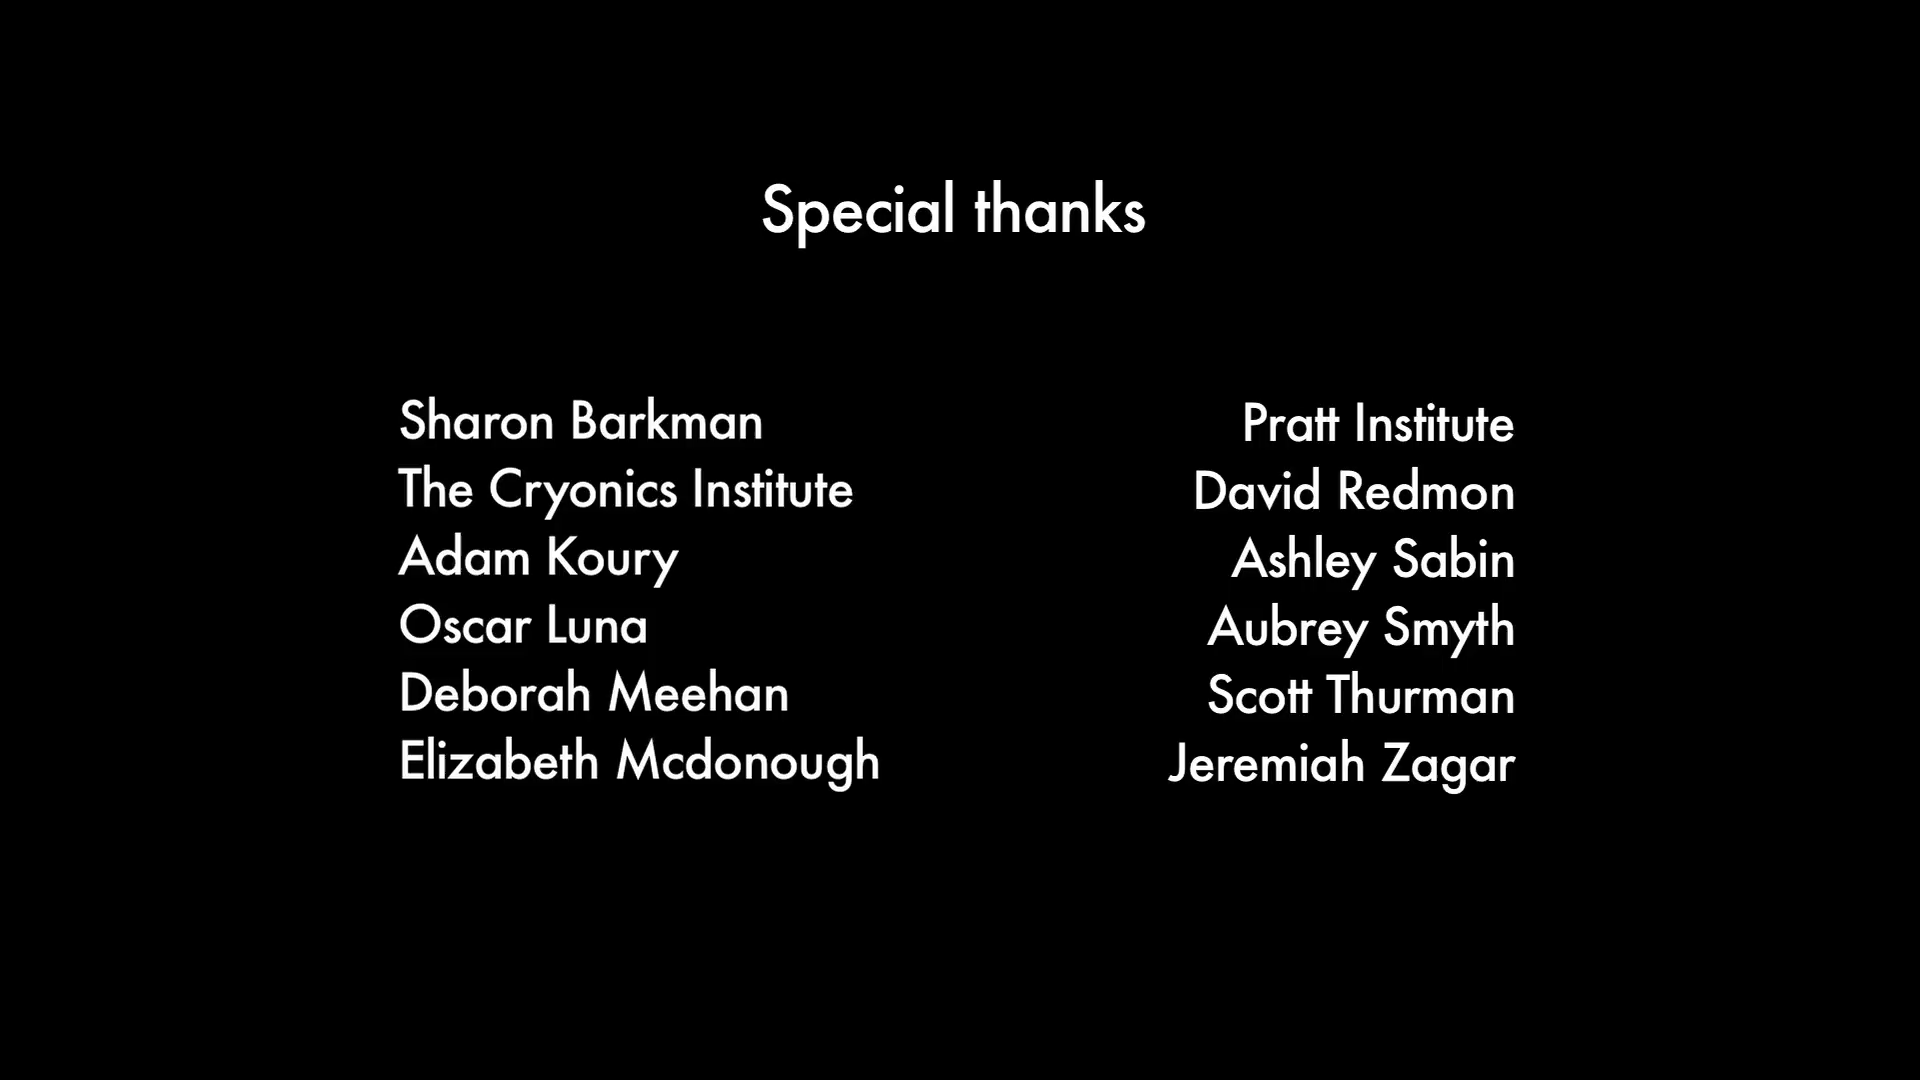 Special thanks
Sharon Barkman
The Cryonics Institute
Adam Koury
Oscar Luna
Deborah Meehan
Elizabeth Mcdonough
Pratt Institute
David Redmon
Ashley Sabin
Aubrey Smyth
Scott Thurman
Jeremiah Zagar